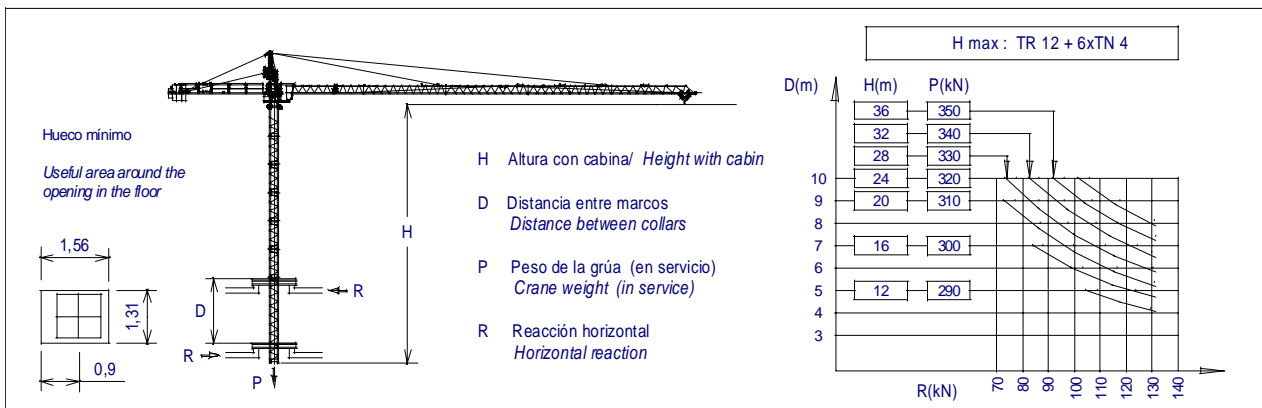 Hueco mínimo
Useful area around the
opening in the floor
1,56
1,31
0,9
H
D
R
R
P
H Altura con cabina/ Height with cabin
D Distancia entre marcos
Distance between collars
P Peso de la grúa (en servicio)
Crane weight (in service)
R Reacción horizontal
Horizontal reaction
H max : TR 12 + 6xTN 4
D(m) H(m) P(kN)
36 350
32 340
28 330
10 24 320
9 20 310
8
7 16 300
6
5 12 290
4
3
R(kN) 70 80 90 100 110 120 130 140